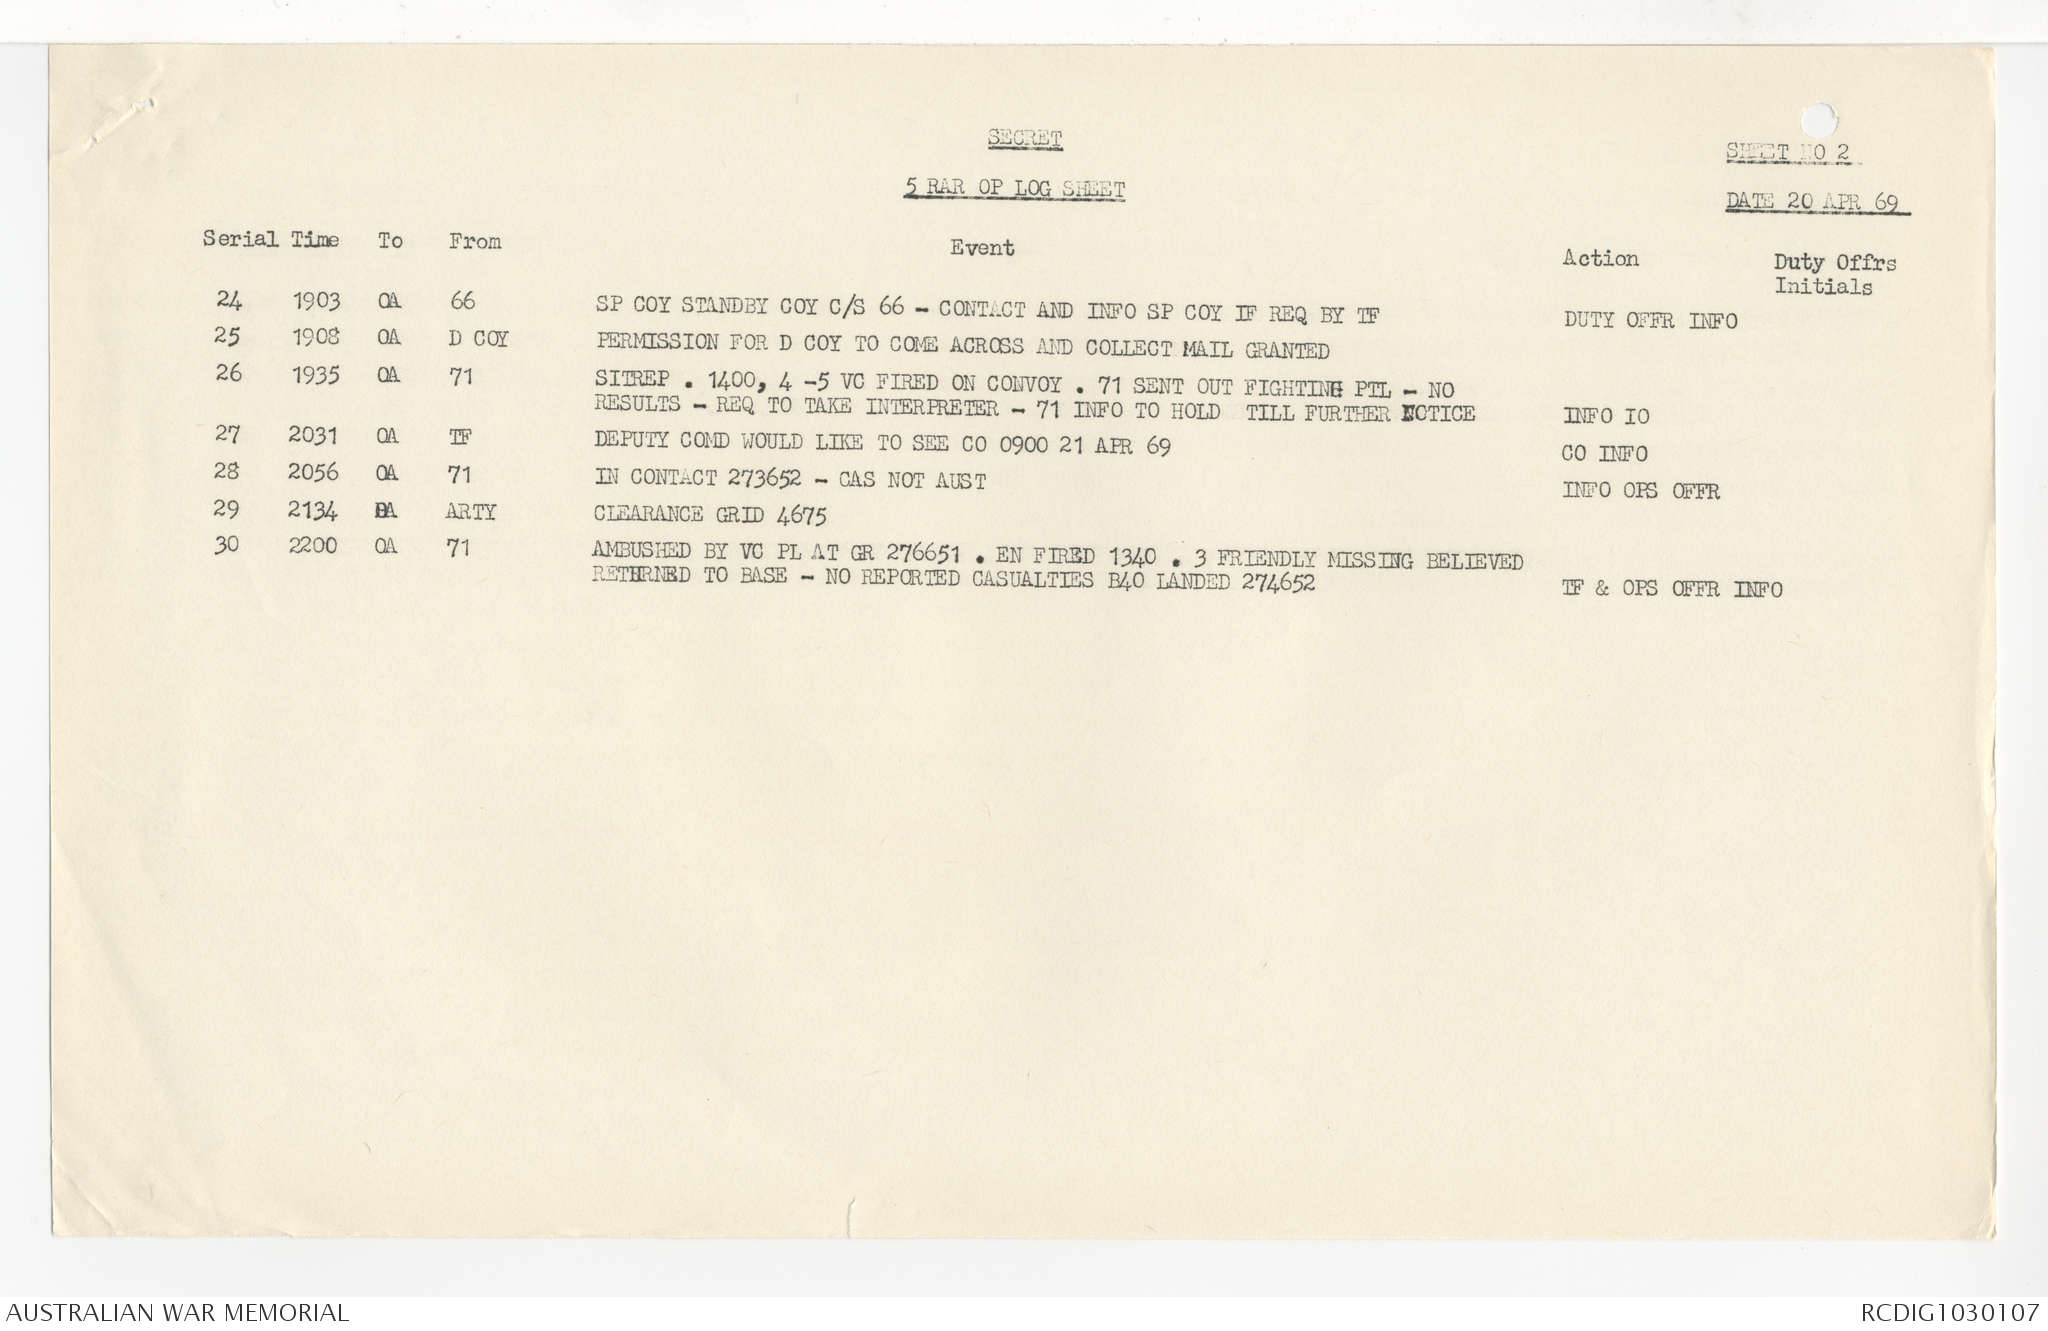 SECRET
SHEET NO 2
5 RAR OP LOG SHEET
DATE 20 APR 69
Serial Time To From Event Action Duty Offrs
Initials
24 1903 OA 66 SP COY STANDBY COY C/S 66 - CONTACT AND INFO SP COY IF REQ BY TF DUTY OFFR INFO
25 1908 OA D COY PERMISSION FOR D COY TO COME ACROSS AND COLLECT MAIL GRANTED
26 1935 OA 71 SITREP . 1400, 4 -5 VC FIRED ON CONVOY . 71 SENT OUT FIGHTING PTL - NO
RESULTS - REQ TO TAKE INTERPRETER - 71 INFO TO HOLD TILL FURTHER NOTICE INFO IO
27 2031 OA TF DEPUTY COMD WOULD LIKE TO SEE CO 0900 21 APR 69 CO INFO
28 2056 OA 71 IN CONTACT 273652 - CAS NOT AUST INFO OPS OFFR
29 2134 OA ARTY CLEARANCE GRID 4675
30 2200 OA 71 AMBUSHED BY VC PL AT GR 276651 . EN FIRED 1340 . 3 FRIENDLY MISSING BELIEVED
RETURNED TO BASE - NO REPORTED CASUALTIES B40 LANDED 274652 TF & OPS OFFR INFO
AUSTRALIAN WAR MEMORIAL RCDIG1030107